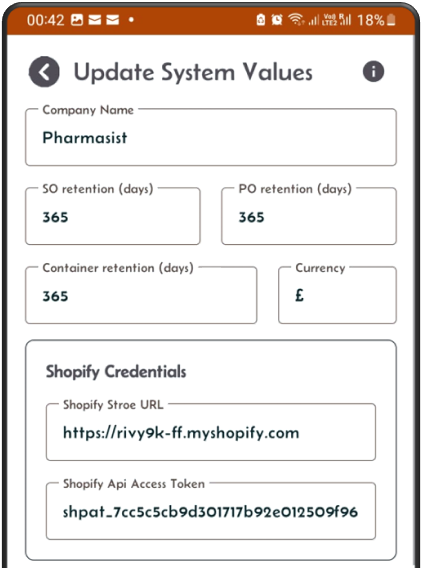 00:42 18%
Update System Values
Company Name
Pharmasist
SO retention (days) PO retention (days)
365 365
Container retention (days) Currency
365 £
Shopify Credentials
Shopify Stroe URL
https://rivy9k-ff.myshopify.com
Shopify Api Access Token
shpat_7cc5c5cb9d301717b92e012509f96